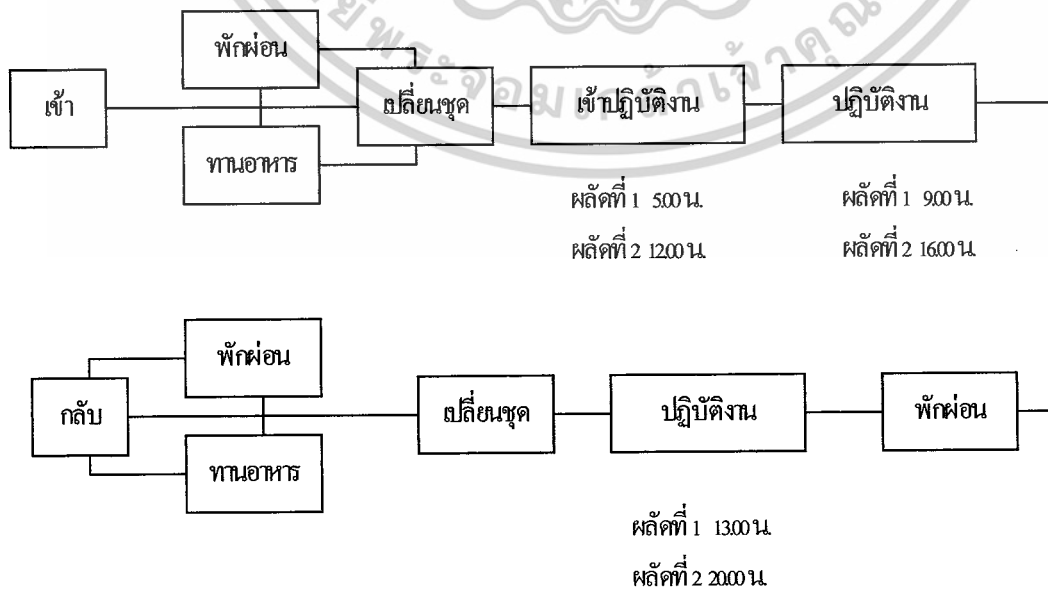 พักผ่อน
เข้า
เปลี่ยนชุด
เข้าปฏิบัติงาน
ปฏิบัติงาน
ทานอาหาร
ผลัดที่ 1 5.00 น.
ผลัดที่ 2 12.00 น.
ผลัดที่ 1 9.00 น.
ผลัดที่ 2 16.00 น.
พักผ่อน
กลับ
เปลี่ยนชุด
ปฏิบัติงาน
พักผ่อน
ทานอาหาร
ผลัดที่ 1 13.00 น.
ผลัดที่ 2 20.00 น.